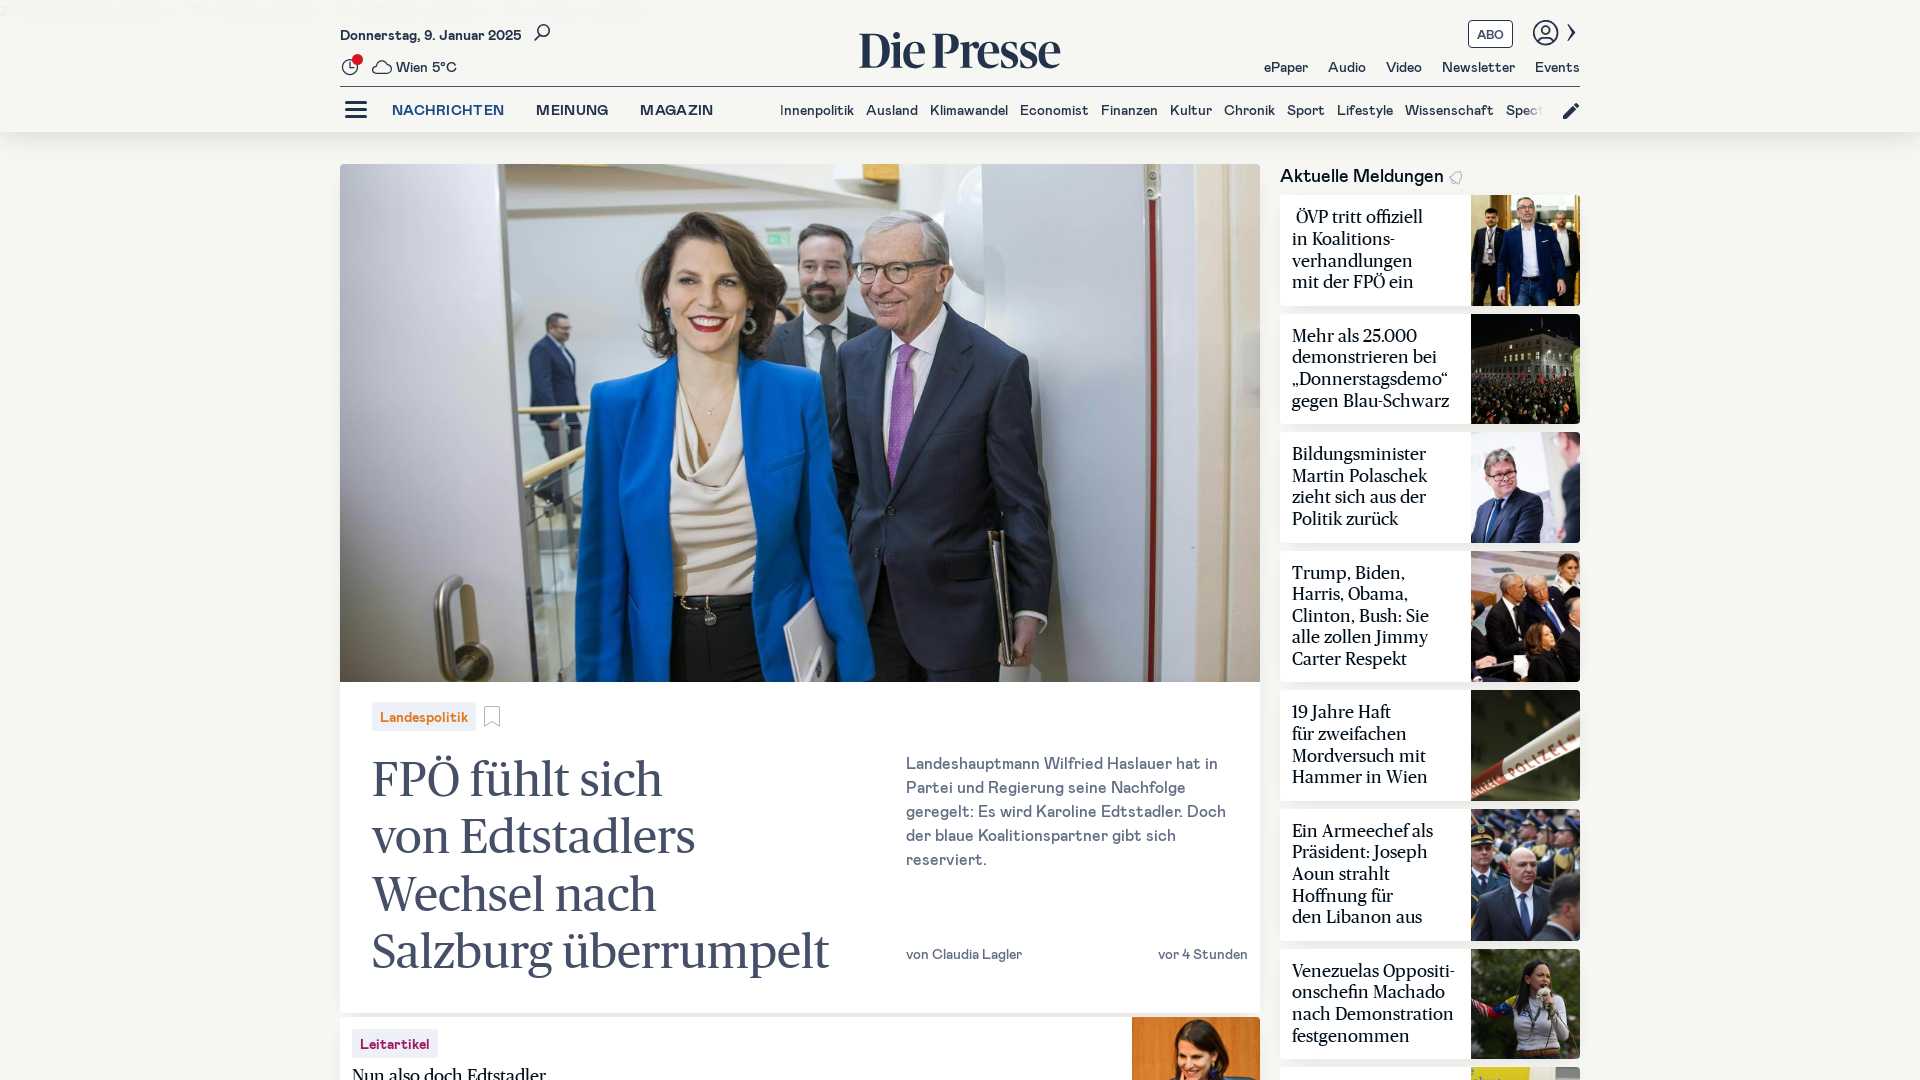 Donnerstag, 9. Januar 2025
Wien 5°C
Die Presse
ABO
ePaper Audio Video Newsletter Events
NACHRICHTEN MEINUNG MAGAZIN
Innenpolitik Ausland Klimawandel Economist Finanzen Kultur Chronik Sport Lifestyle Wissenschaft Spect
Landespolitik
FPÖ fühlt sich
von Edtstadlers
Wechsel nach
Salzburg überrumpelt
Landeshauptmann Wilfried Haslauer hat in
Partei und Regierung seine Nachfolge
geregelt: Es wird Karoline Edtstadler. Doch
der blaue Koalitionspartner gibt sich
reserviert.
von Claudia Lagler
vor 4 Stunden
Leitartikel
Nun also doch Edtstadler
Aktuelle Meldungen
ÖVP tritt offiziell
in Koalitions-
verhandlungen
mit der FPÖ ein
Mehr als 25.000
demonstrieren bei
„Donnerstagsdemo“
gegen Blau-Schwarz
Bildungsminister
Martin Polaschek
zieht sich aus der
Politik zurück
Trump, Biden,
Harris, Obama,
Clinton, Bush: Sie
alle zollen Jimmy
Carter Respekt
19 Jahre Haft
für zweifachen
Mordversuch mit
Hammer in Wien
POLIZEI
Ein Armeechef als
Präsident: Joseph
Aoun strahlt
Hoffnung für
den Libanon aus
Venezuelas Oppositi-
onschefin Machado
nach Demonstration
festgenommen